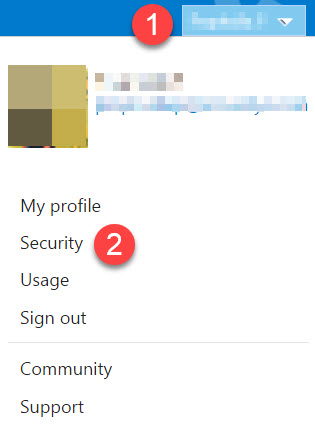 1
My profile
Security 2
Usage
Sign out
Community
Support